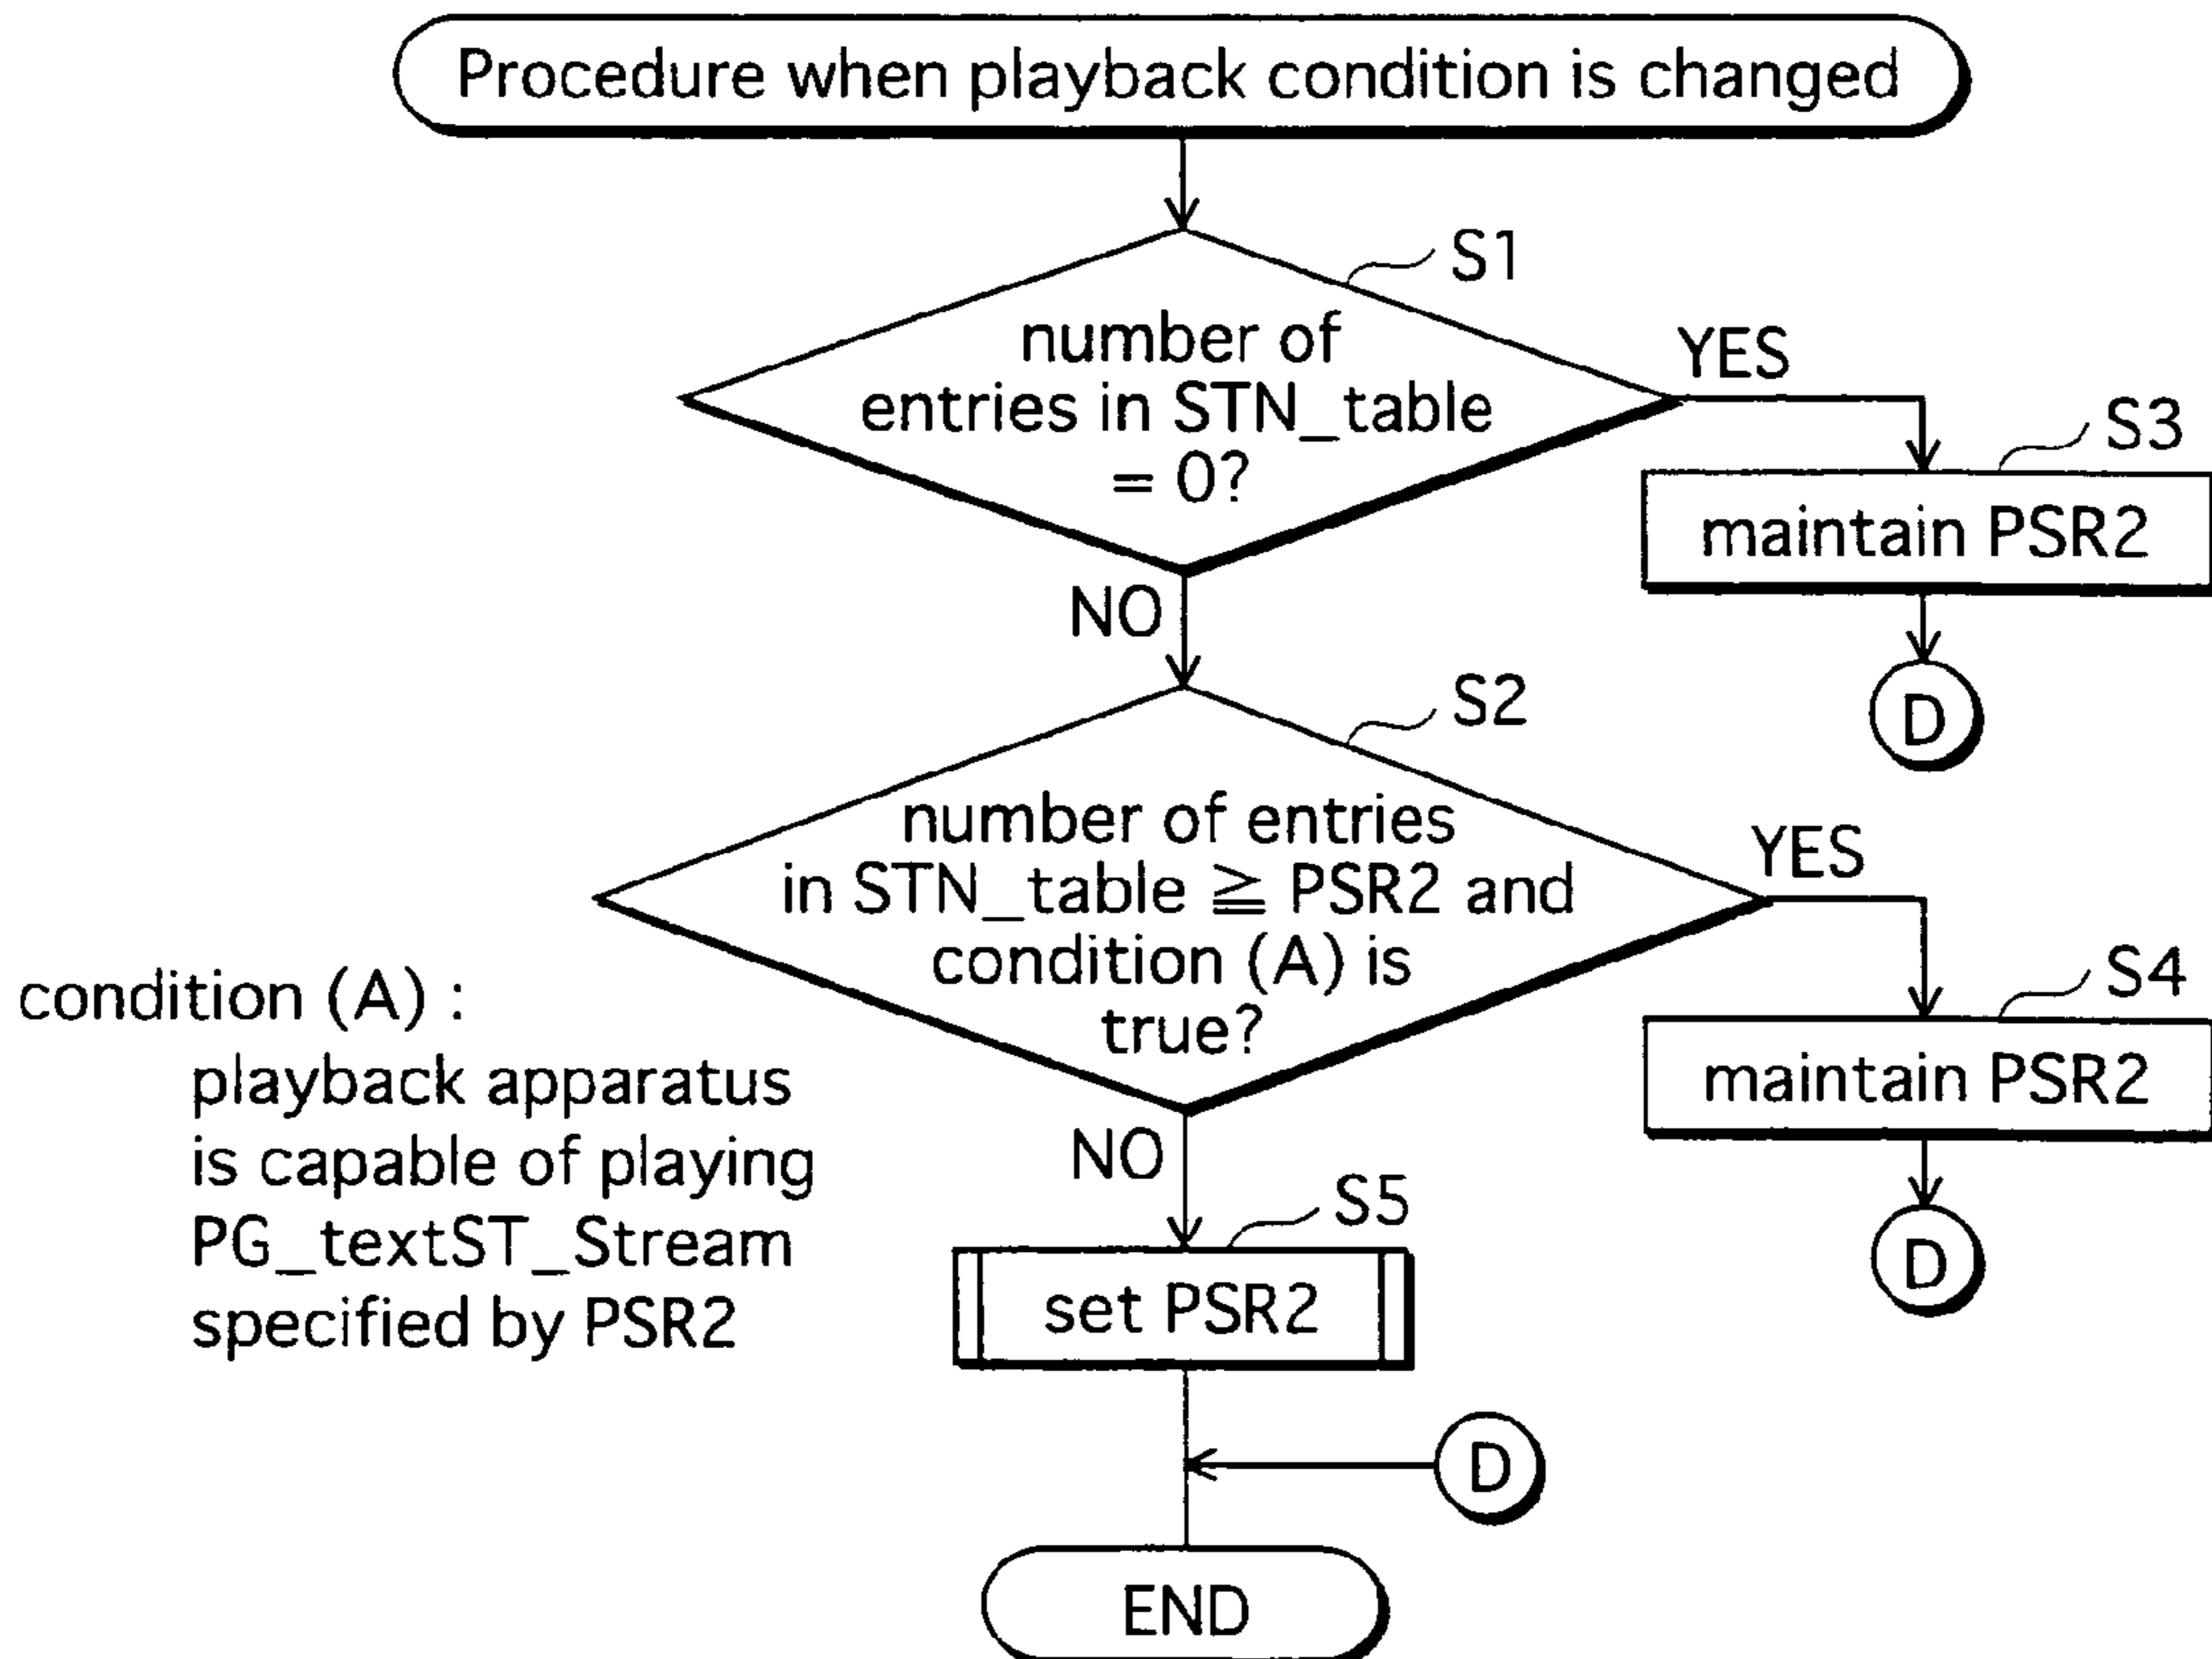 Procedure when playback condition is changed
S1
number of
entries in STN_table
= 0?
YES
S3
maintain PSR2
D
NO
S2
number of entries
in STN_table ≧ PSR2 and
condition (A) is
true?
YES
S4
maintain PSR2
D
condition (A) :
playback apparatus
is capable of playing
PG_textST_Stream
specified by PSR2
NO
S5
set PSR2
D
END